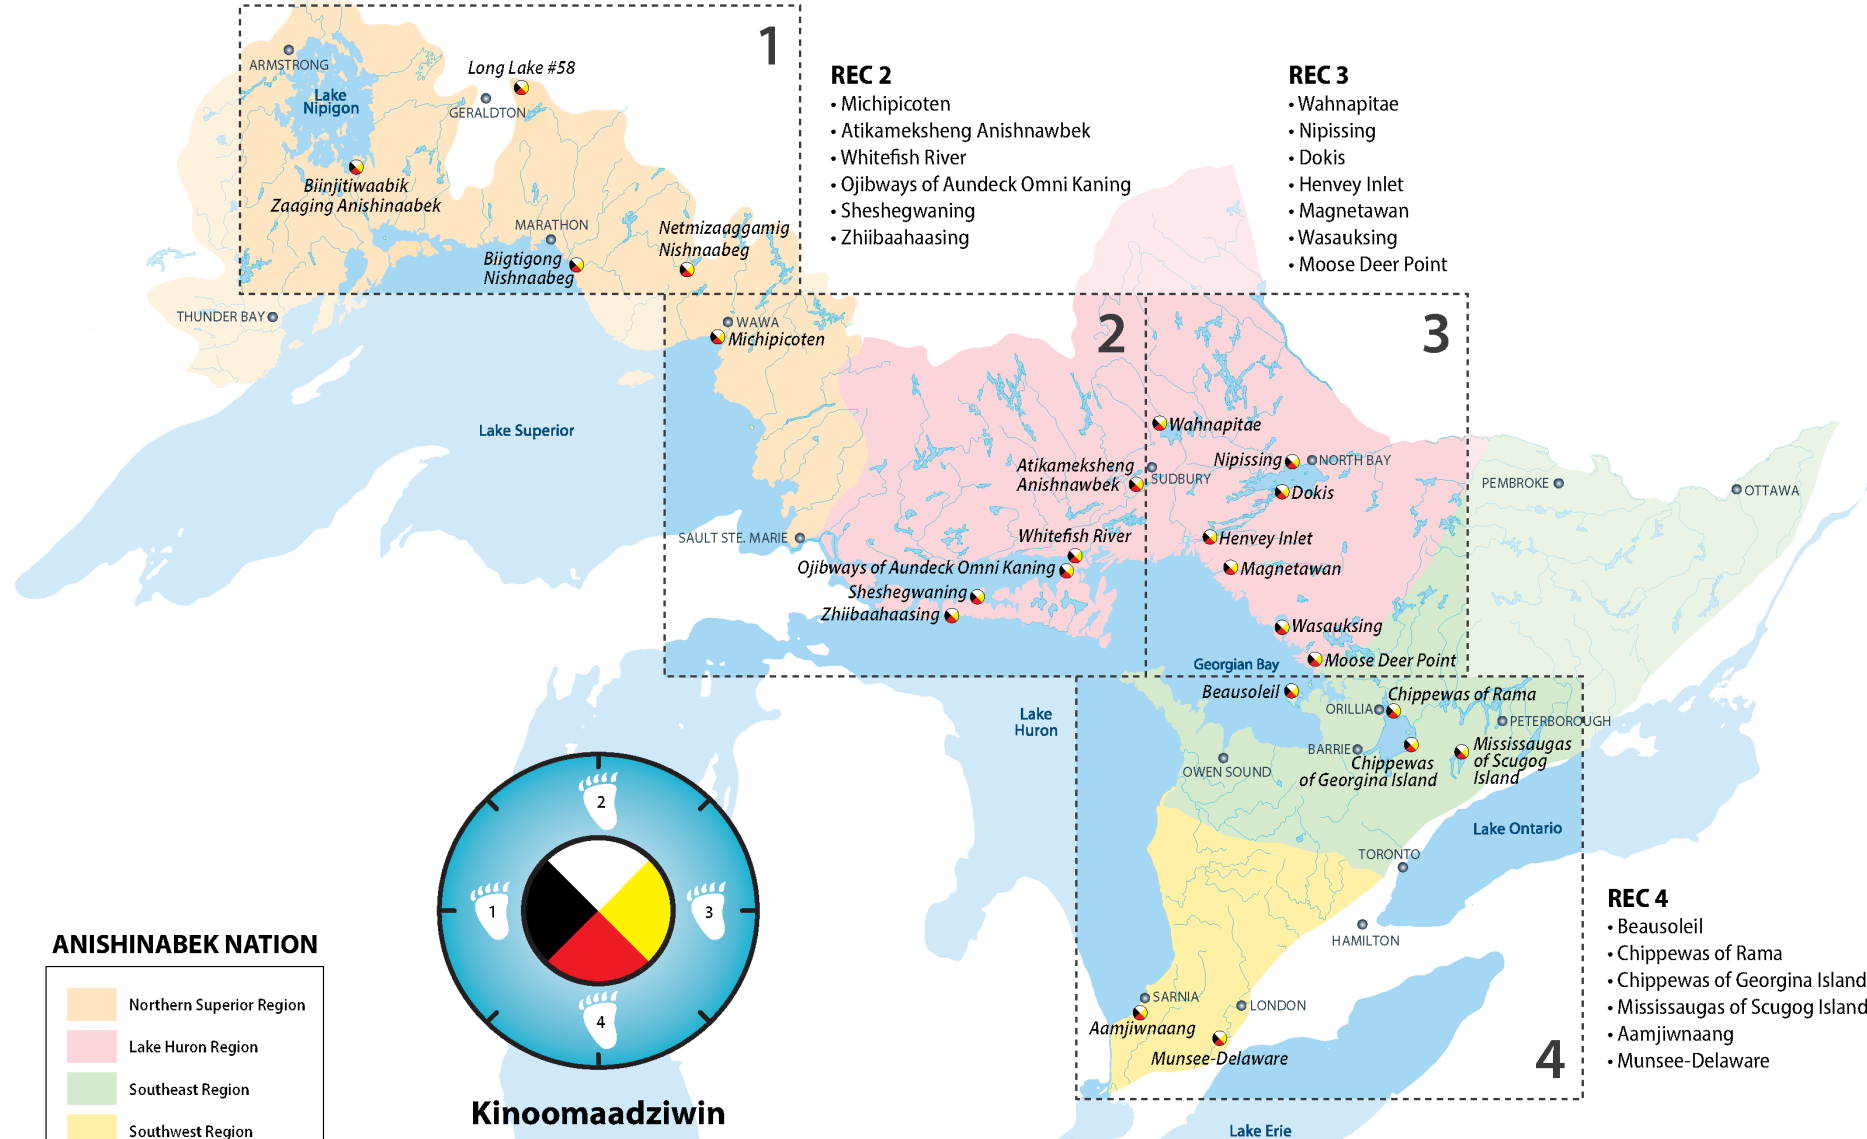 1
ARMSTRONG
Lake
Nipigon
Long Lake #58
GERALDTON
Biinjitiwaabik
Zaaging Anishinaabek
MARATHON
Biigtigong
Nishnaabeg
Netmizaaggamig
Nishnaabeg
THUNDER BAY
REC 2
• Michipicoten
• Atikameksheng Anishnawbek
• Whitefish River
• Ojibways of Aundeck Omni Kaning
• Sheshegwaning
• Zhiibaahaasing
REC 3
• Wahnapitae
• Nipissing
• Dokis
• Henvey Inlet
• Magnetawan
• Wasauksing
• Moose Deer Point
2
WAWA
Michipicoten
Lake Superior
Atikameksheng
Anishnawbek
SUDBURY
SAULT STE. MARIE
Whitefish River
Ojibways of Aundeck Omni Kaning
Sheshegwaning
Zhiibaahaasing
3
Wahnapitae
Nipissing
NORTH BAY
Dokis
Henvey Inlet
Magnetawan
Wasauksing
Georgian Bay
Moose Deer Point
PEMBROKE
OTTAWA
Lake
Huron
Beausoleil
Chippewas of Rama
ORILLIA
PETERBOROUGH
BARRIE
Chippewas
of Georgina Island
Mississaugas
of Scugog
Island
OWEN SOUND
Lake Ontario
TORONTO
HAMILTON
SARNIA
Aamjiwnaang
LONDON
Munsee-Delaware
4
Lake Erie
REC 4
• Beausoleil
• Chippewas of Rama
• Chippewas of Georgina Island
• Mississaugas of Scugog Island
• Aamjiwnaang
• Munsee-Delaware
2
1
3
4
Kinoomaadziwin
ANISHINABEK NATION
Northern Superior Region
Lake Huron Region
Southeast Region
Southwest Region